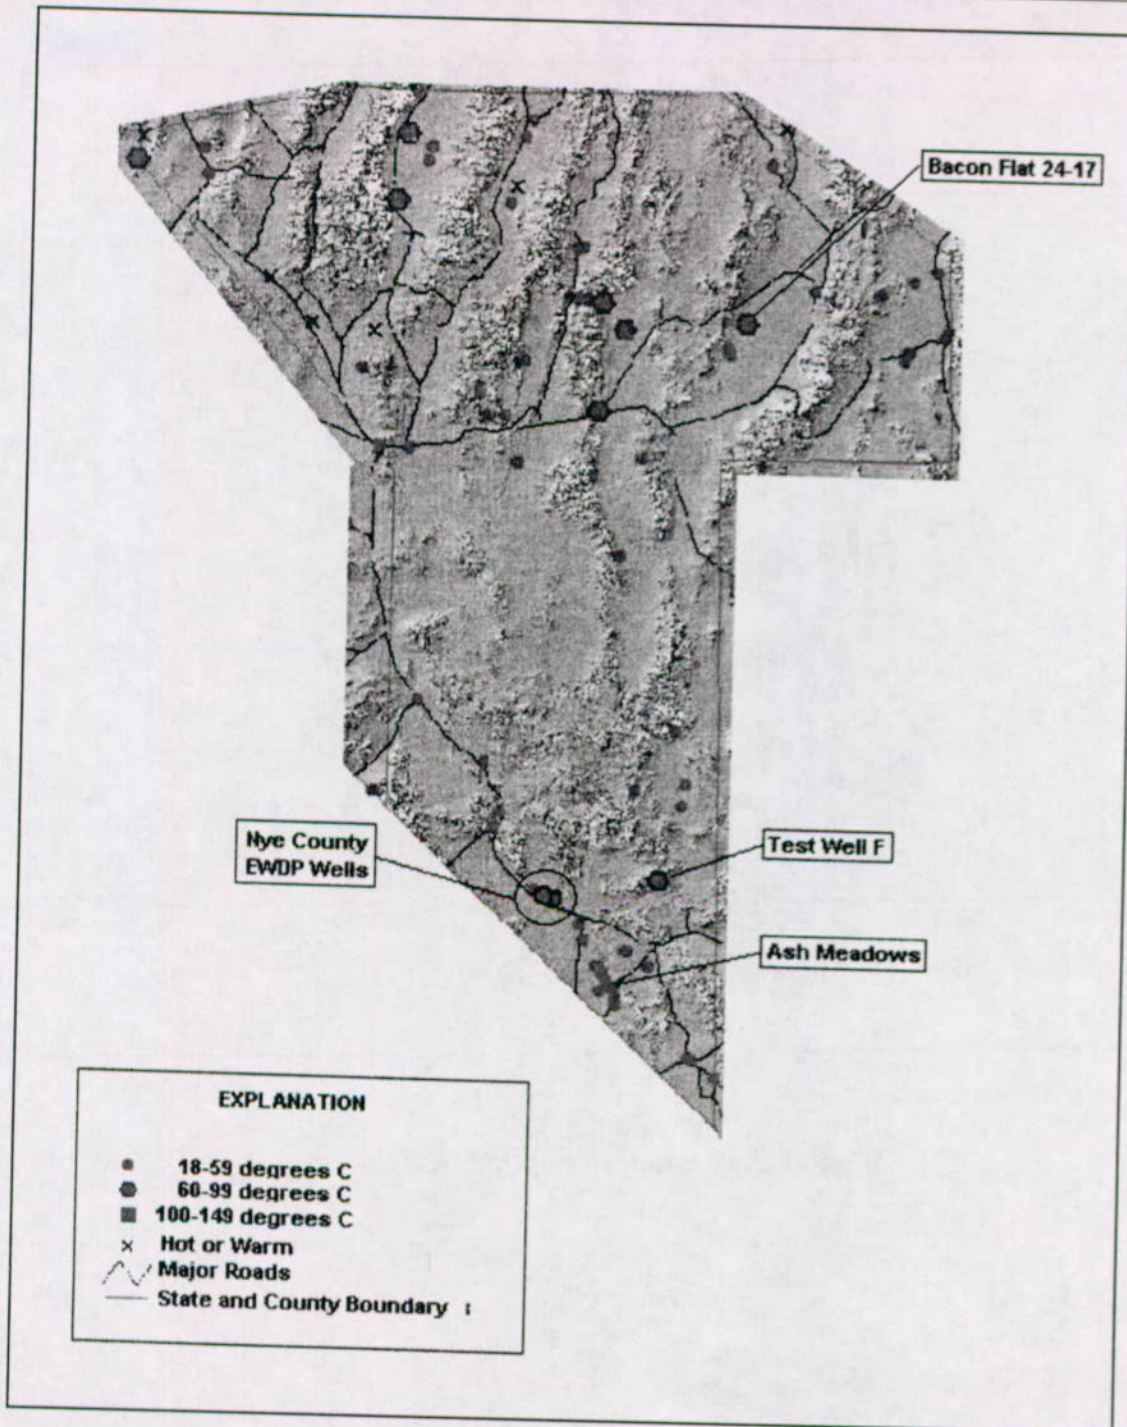 Bacon Flat 24-17
Nye County
EWDP Wells
Test Well F
Ash Meadows
EXPLANATION
18-59 degrees C
60-99 degrees C
100-149 degrees C
Hot or Warm
Major Roads
State and County Boundary